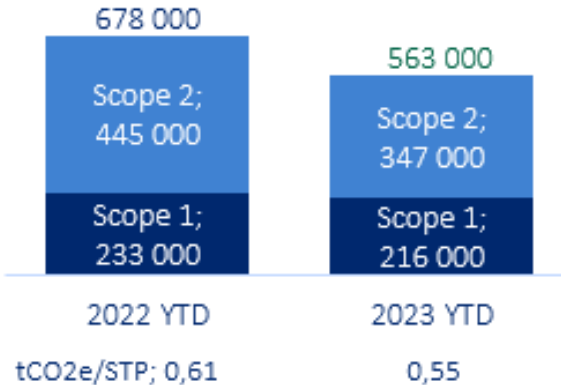 678 000
563 000
Scope 2;
445 000
Scope 2;
347 000
Scope 1;
233 000
Scope 1;
216 000
2022 YTD
2023 YTD
tCO2e/STP; 0,61
0,55